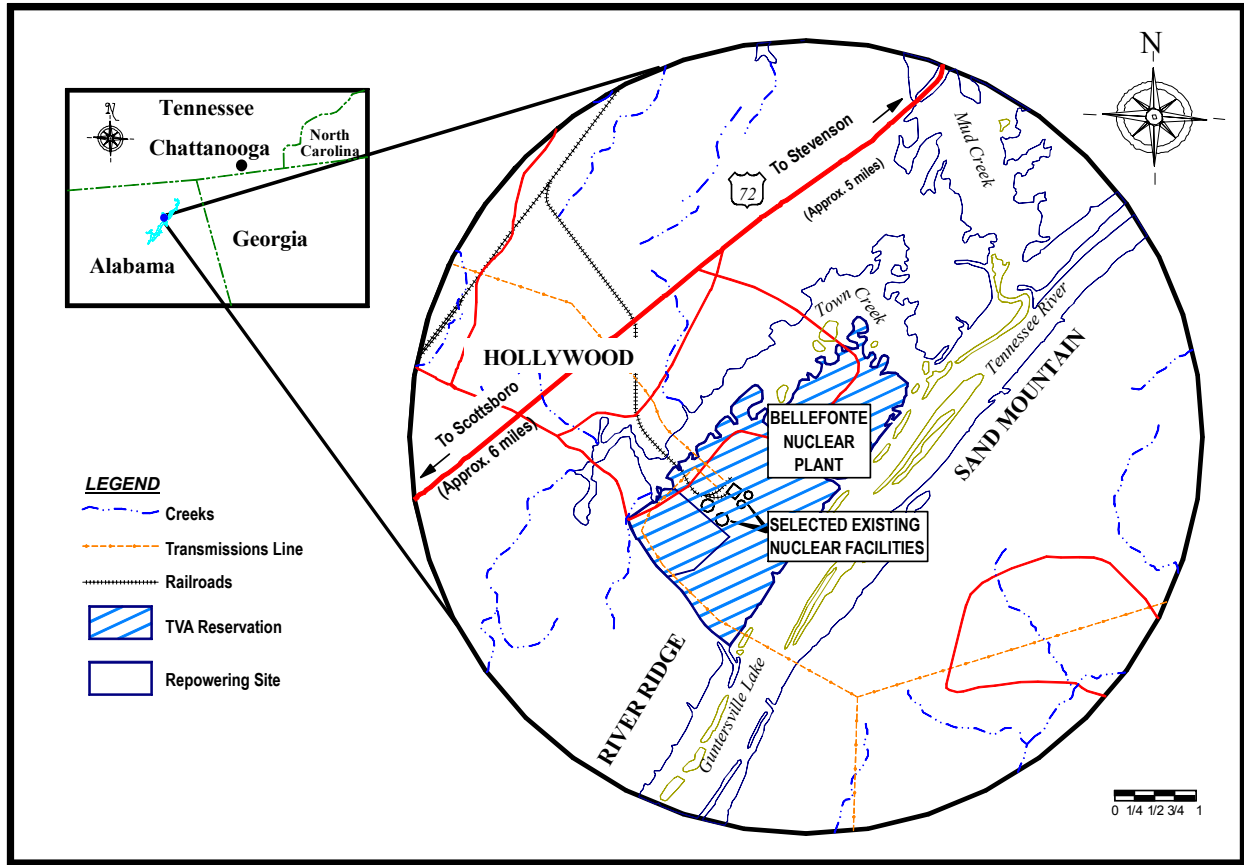 N
Tennessee
North
Carolina
Chattanooga
Georgia
Alabama
N
Mud Creek
To Stevenson
72
(Approx. 5 miles)
Town
Creek
Tennessee River
HOLLYWOOD
SAND MOUNTAIN
To Scottsboro
(Approx. 6 miles)
BELLEFONTE
NUCLEAR
PLANT
SELECTED EXISTING
NUCLEAR FACILITIES
LEGEND
Creeks
Transmissions Line
Railroads
TVA Reservation
Repowering Site
RIVER RIDGE
Guntersville Lake
0 1/4 1/2 3/4 1